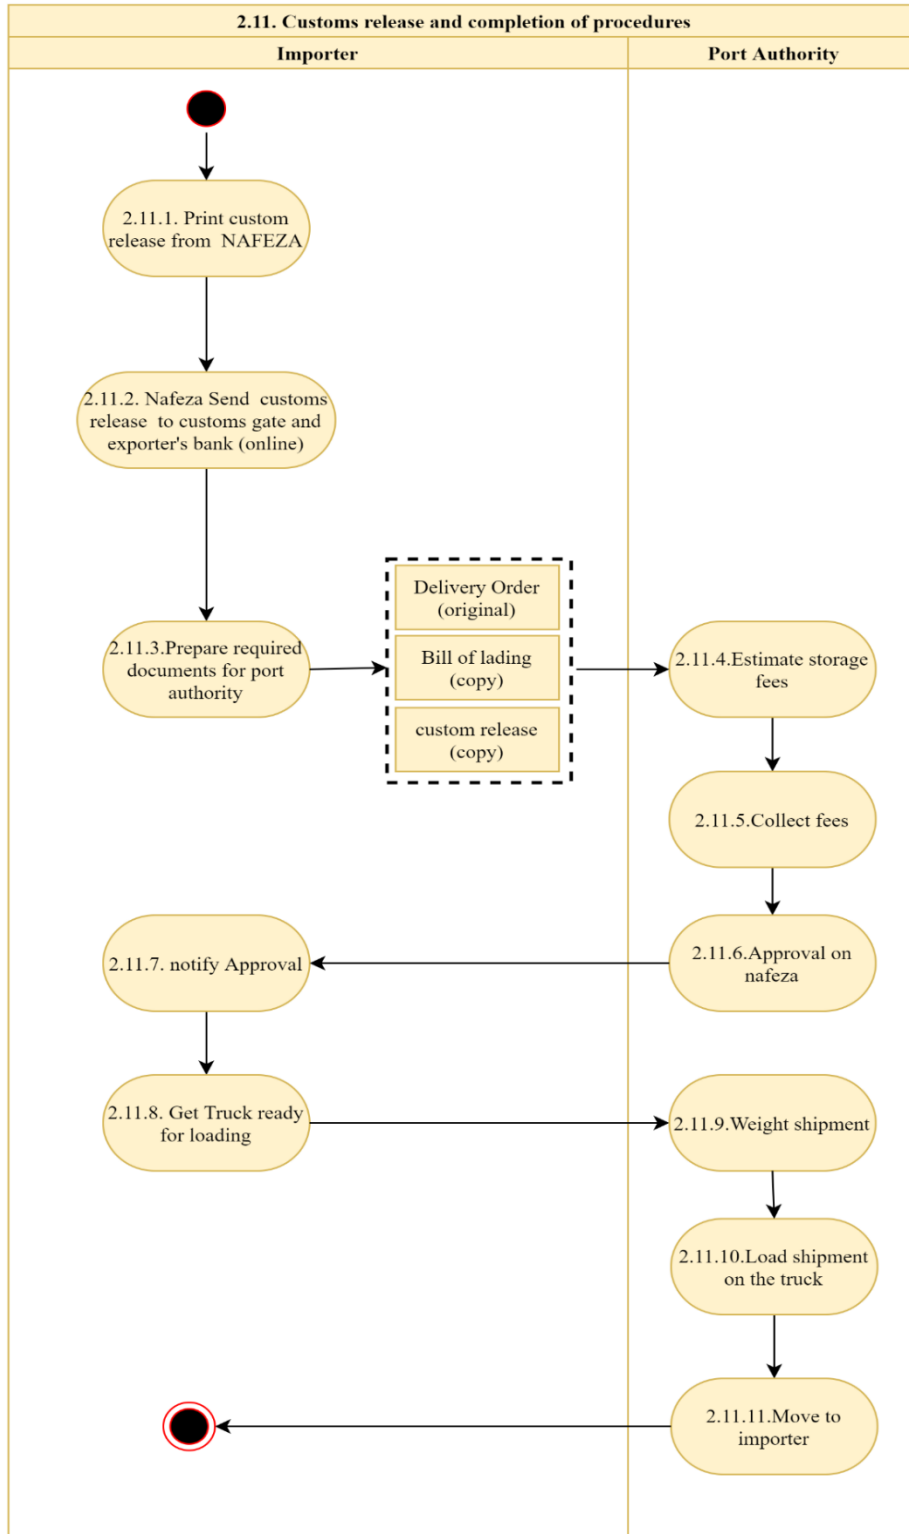 2.11. Customs release and completion of procedures
Importer
Port Authority
2.11.1. Print custom
release from NAFEZA
2.11.2. Nafeza Send customs
release to customs gate and
exporter's bank (online)
2.11.3.Prepare required
documents for port
authority
Delivery Order
(original)
Bill of lading
(copy)
custom release
(copy)
2.11.4.Estimate storage
fees
2.11.5.Collect fees
2.11.6.Approval on
nafeza
2.11.7. notify Approval
2.11.8. Get Truck ready
for loading
2.11.9.Weight shipment
2.11.10.Load shipment
on the truck
2.11.11.Move to
importer